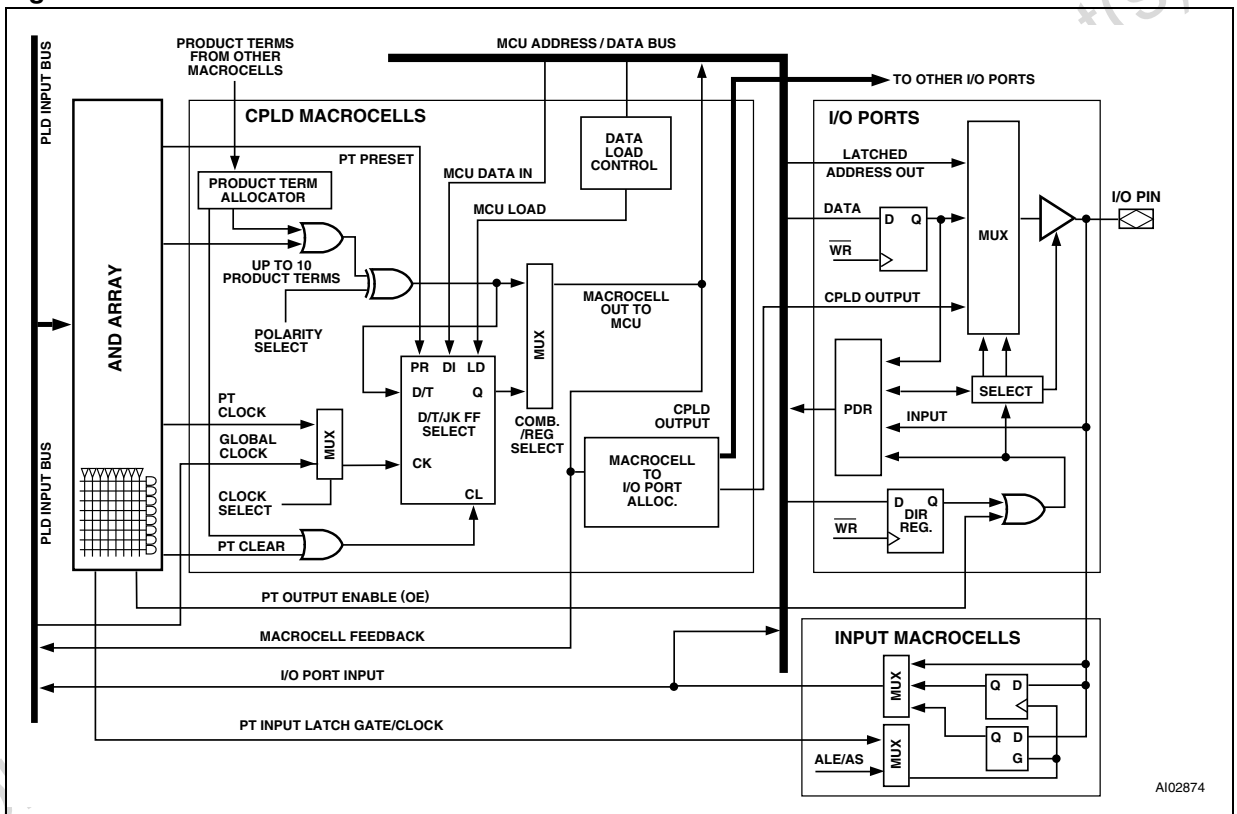 PRODUCT TERMS
FROM OTHER
MACROCELLS
MCU ADDRESS / DATA BUS
TO OTHER I/O PORTS
PLD INPUT BUS
CPLD MACROCELLS
I/O PORTS
DATA
LOAD
CONTROL
PT PRESET
MCU DATA IN
LATCHED
ADDRESS OUT
PRODUCT TERM
ALLOCATOR
MCU LOAD
DATA
D Q
WR
MUX
I/O PIN
AND ARRAY
UP TO 10
PRODUCT TERMS
POLARITY
SELECT
MUX
MACROCELL
OUT TO
MCU
CPLD OUTPUT
PR DI LD
D/T Q
D/T/JK FF
SELECT
CK
CL
COMB.
/REG
SELECT
CPLD
OUTPUT
PDR
SELECT
INPUT
PT
CLOCK
GLOBAL
CLOCK
MUX
CLOCK
SELECT
MACROCELL
TO
I/O PORT
ALLOC.
D Q
DIR
REG.
WR
PLD INPUT BUS
PT CLEAR
PT OUTPUT ENABLE (OE)
MACROCELL FEEDBACK
I/O PORT INPUT
INPUT MACROCELLS
MUX
Q D
PT INPUT LATCH GATE/CLOCK
MUX
Q D
G
ALE/AS
AI02874